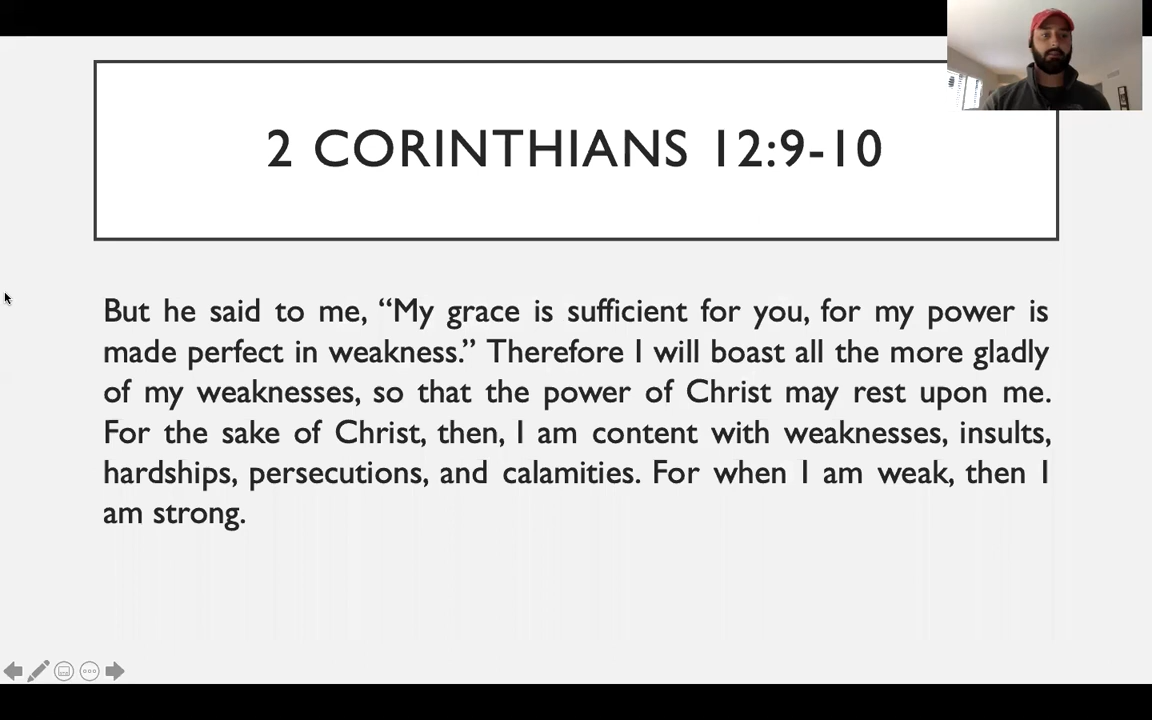 2 CORINTHIANS 12:9-10
But he said to me, “My grace is sufficient for you, for my power is
made perfect in weakness.” Therefore I will boast all the more gladly
of my weaknesses, so that the power of Christ may rest upon me.
For the sake of Christ, then, I am content with weaknesses, insults,
hardships, persecutions, and calamities. For when I am weak, then I
am strong.